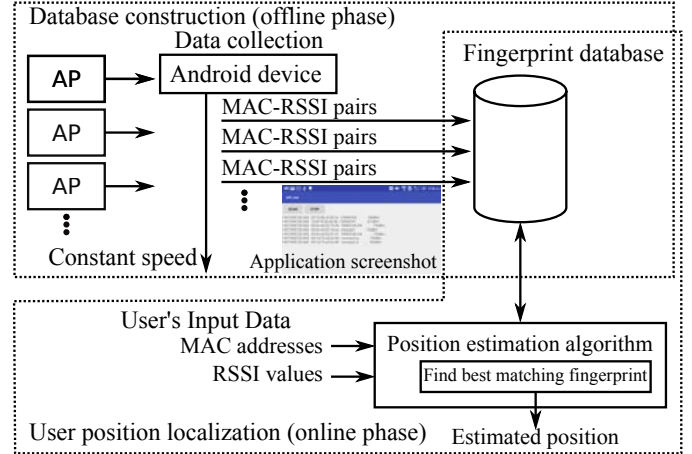 Database construction (offline phase)
Data collection
Fingerprint database
AP
Android device
MAC-RSSI pairs
AP
MAC-RSSI pairs
AP
MAC-RSSI pairs
Constant speed
Application screenshot
User's Input Data
MAC addresses
RSSI values
Position estimation algorithm
Find best matching fingerprint
User position localization (online phase)
Estimated position